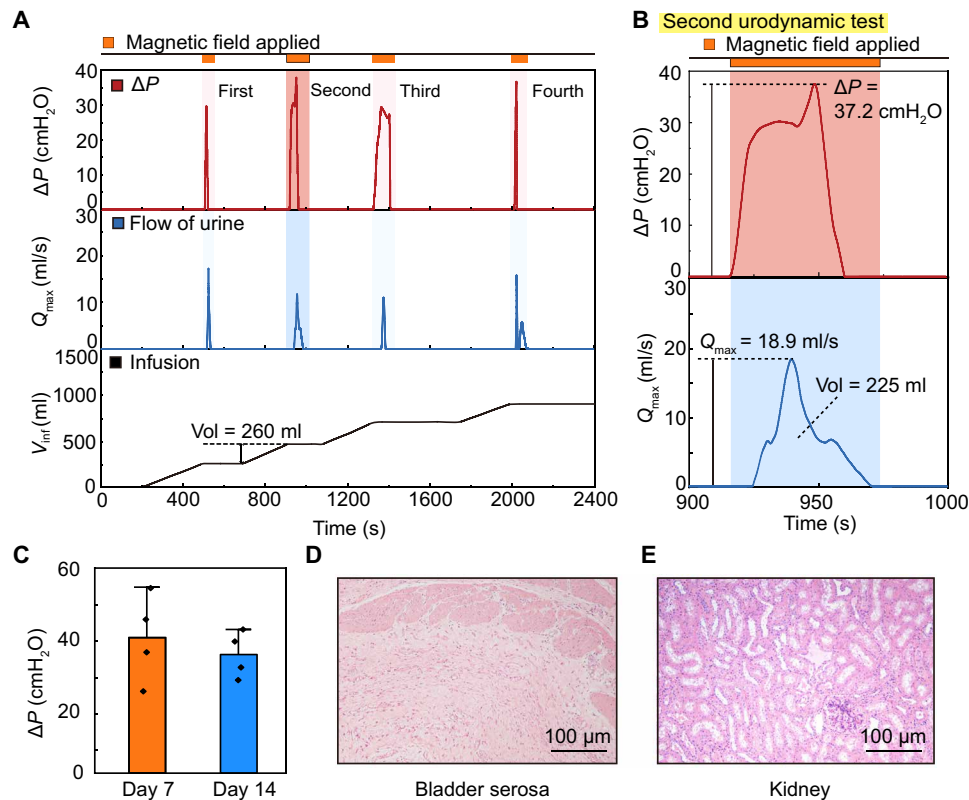 A
Magnetic field applied
40
30
20
10
0
ΔP (cmH₂O)
ΔP
First
Second
Third
Fourth
30
20
10
0
Qmax (ml/s)
Flow of urine
1500
1000
500
0
Vinf (ml)
Infusion
Vol = 260 ml
0 400 800 1200 1600 2000 2400
Time (s)
B
Second urodynamic test
Magnetic field applied
40
30
20
10
0
ΔP (cmH₂O)
ΔP =
37.2 cmH₂O
30
20
10
0
Qmax (ml/s)
Qmax = 18.9 ml/s
Vol = 225 ml
900 950 1000
Time (s)
C
60
40
20
0
ΔP (cmH₂O)
Day 7 Day 14
D
100 µm
Bladder serosa
E
100 µm
Kidney